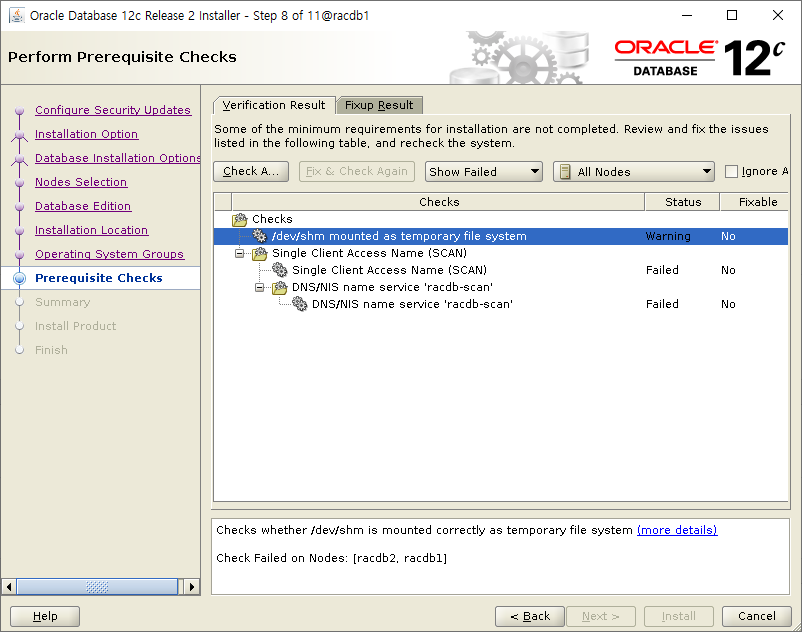 Oracle Database 12c Release 2 Installer - Step 8 of 11@racdb1
Perform Prerequisite Checks
ORACLE®
DATABASE
12c
Configure Security Updates
Installation Option
Database Installation Options
Nodes Selection
Database Edition
Installation Location
Operating System Groups
Prerequisite Checks
Summary
Install Product
Finish
Verification Result
Fixup Result
Some of the minimum requirements for installation are not completed. Review and fix the issues
listed in the following table, and recheck the system.
Check A...
Fix & Check Again
Show Failed
All Nodes
Ignore A
Checks Status Fixable
Checks
/dev/shm mounted as temporary file system Warning No
Single Client Access Name (SCAN)
Single Client Access Name (SCAN) Failed No
DNS/NIS name service 'racdb-scan'
DNS/NIS name service 'racdb-scan' Failed No
Checks whether /dev/shm is mounted correctly as temporary file system (more details)
Check Failed on Nodes: [racdb2, racdb1]
Help
< Back
Next >
Install
Cancel